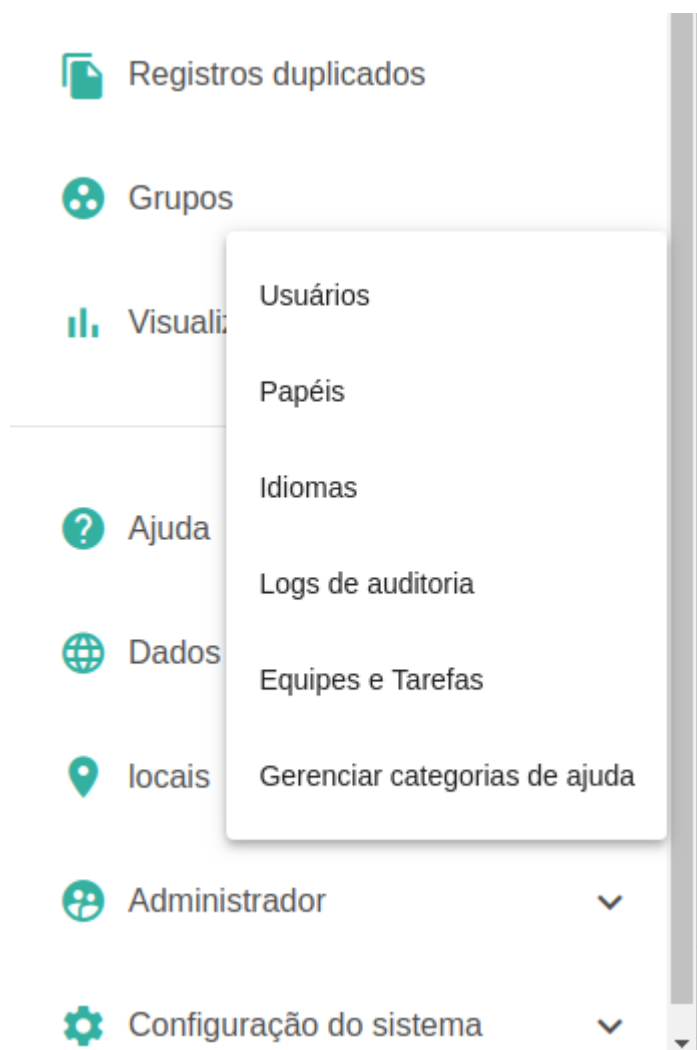 Registros duplicados
Grupos
Visualiz
Usuários
Papéis
Idiomas
Logs de auditoria
Equipes e Tarefas
Gerenciar categorias de ajuda
Ajuda
Dados
locais
Administrador
Configuração do sistema